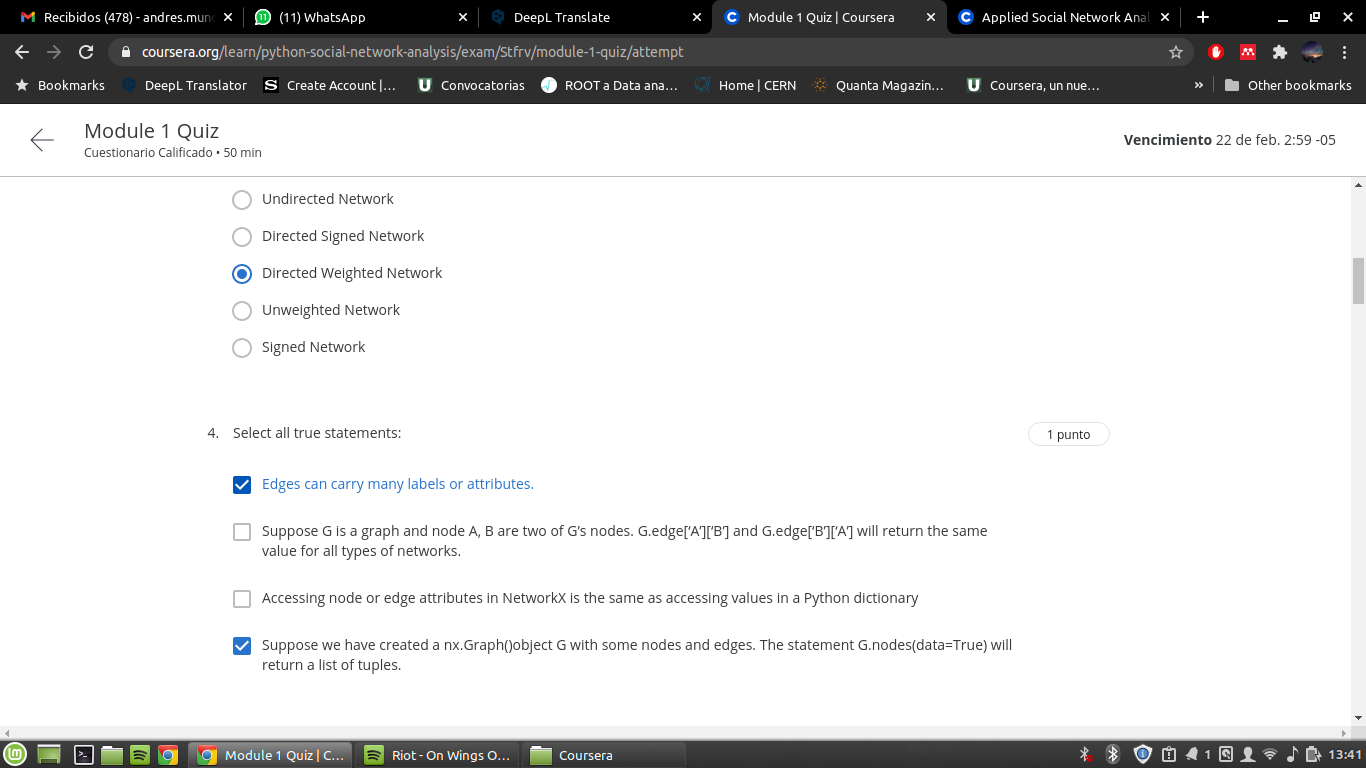 Recibidos (478) - andres.mun
(11) WhatsApp
DeepL Translate
Module 1 Quiz | Coursera
Applied Social Network Anal
coursera.org/learn/python-social-network-analysis/exam/Stfrv/module-1-quiz/attempt
Bookmarks
DeepL Translator
Create Account |...
Convocatorias
ROOT a Data ana...
Home | CERN
Quanta Magazin...
Coursera, un nue...
»
Other bookmarks
Module 1 Quiz
Cuestionario Calificado • 50 min
Vencimiento 22 de feb. 2:59 -05
Undirected Network
Directed Signed Network
Directed Weighted Network
Unweighted Network
Signed Network
4. Select all true statements:
1 punto
Edges can carry many labels or attributes.
Suppose G is a graph and node A, B are two of G’s nodes. G.edge[‘A’][‘B’] and G.edge[‘B’][‘A’] will return the same
value for all types of networks.
Accessing node or edge attributes in NetworkX is the same as accessing values in a Python dictionary
Suppose we have created a nx.Graph()object G with some nodes and edges. The statement G.nodes(data=True) will
return a list of tuples.
Module 1 Quiz | C...
Riot - On Wings O...
Coursera
1
13:41